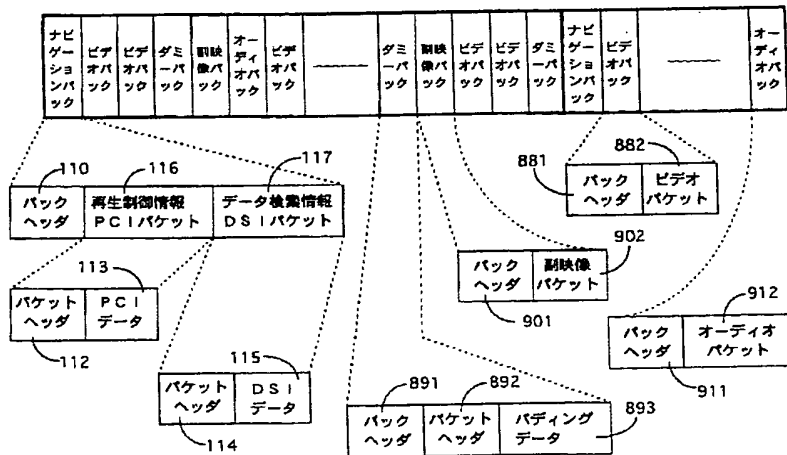 ナビゲーションパック
ビデオパック
ビデオパック
ダミーパック
副映像パック
オーディオパック
ビデオパック
ダミーパック
副映像パック
ビデオパック
ビデオパック
ダミーパック
ナビゲーションパック
ビデオパック
オーディオパック
110
116
117
パック
ヘッダ
再生制御情報
PCIパケット
データ検索情報
DSIパケット
881
882
パック
ヘッダ
ビデオ
パケット
113
パケット
ヘッダ
PCI
データ
112
902
パック
ヘッダ
副映像
パケット
901
912
パック
ヘッダ
オーディオ
パケット
911
115
パケット
ヘッダ
DSI
データ
114
891
892
893
パック
ヘッダ
パケット
ヘッダ
パディング
データ